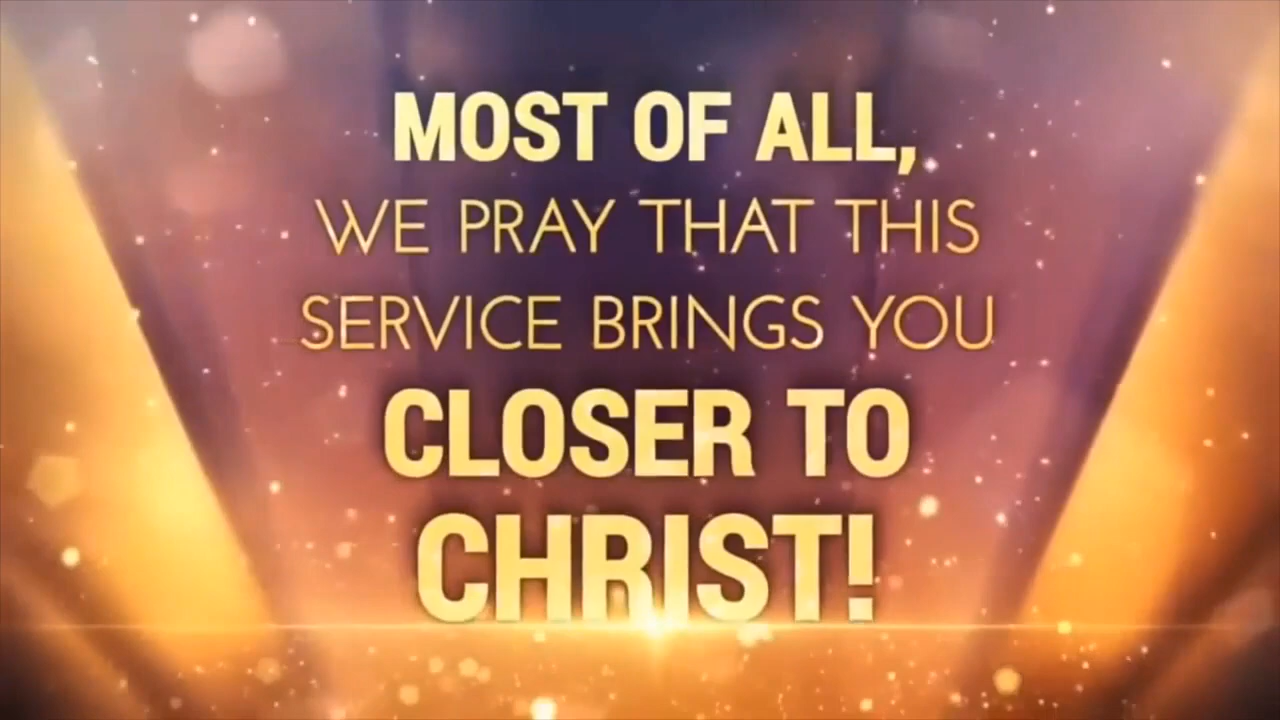 MOST OF ALL,
WE PRAY THAT THIS
SERVICE BRINGS YOU
CLOSER TO
CHRIST!